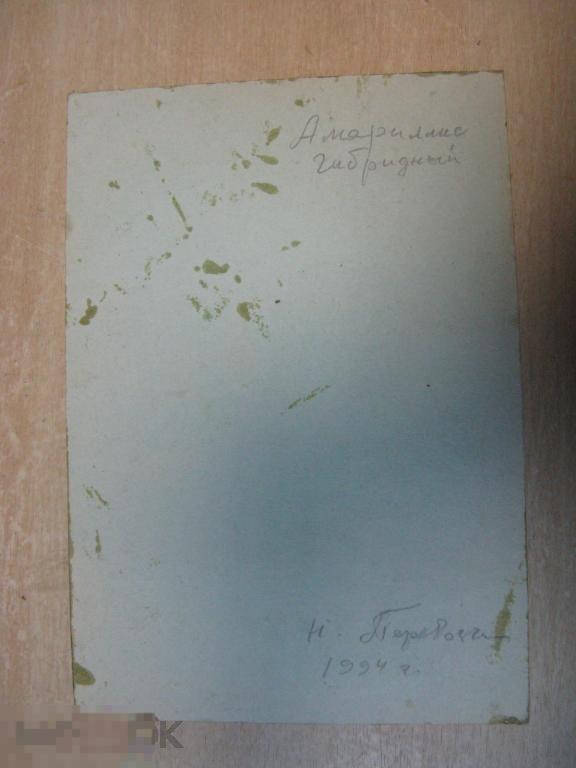 Амариллис
гибридный
Н.
1994 г.